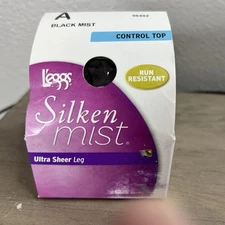 A
BLACK MIST
CONTROL TOP
L'eggs
RUN
RESISTANT
Silken
mist®
Ultra Sheer Leg